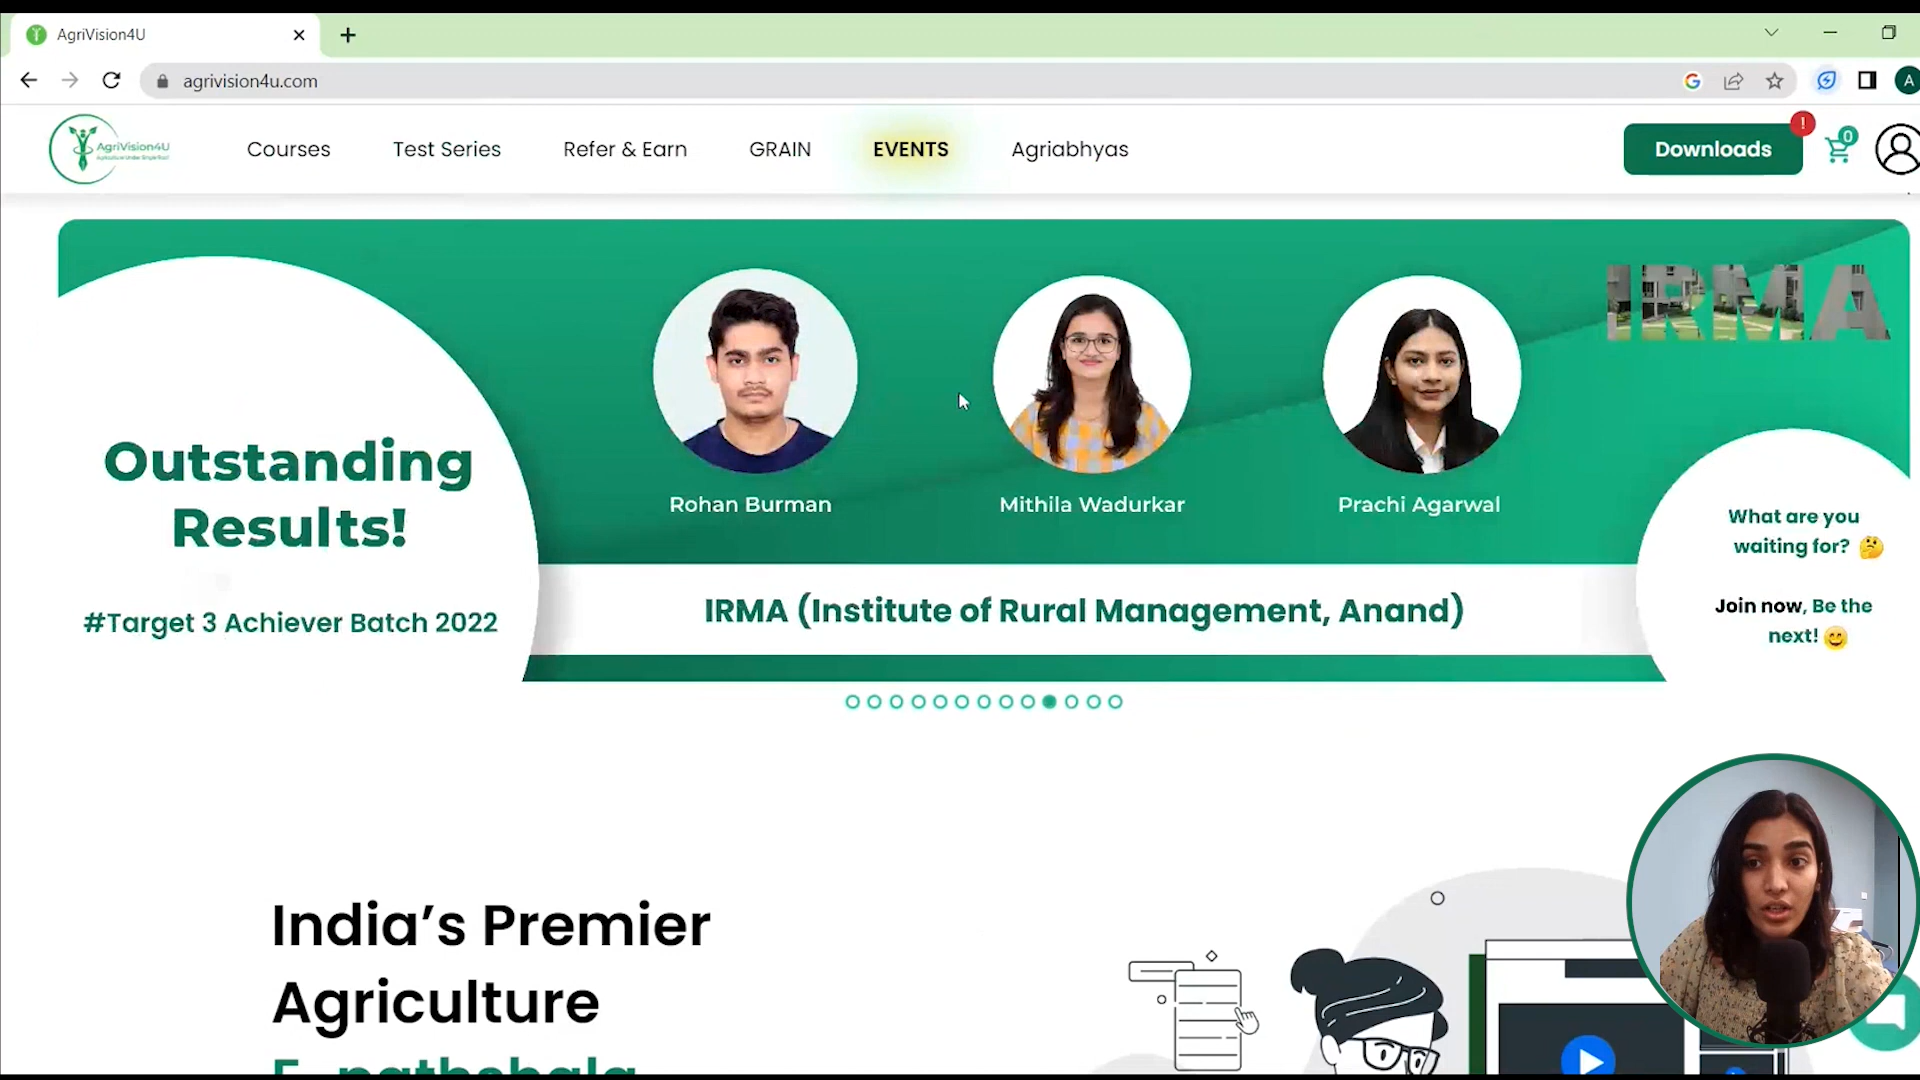 AgriVision4U
agrivision4u.com
A
AgriVision4U
Courses
Test Series
Refer & Earn
GRAIN
EVENTS
Agriabhyas
Downloads
!
0
IRMA
Outstanding
Results!
#Target 3 Achiever Batch 2022
Rohan Burman
Mithila Wadurkar
Prachi Agarwal
IRMA (Institute of Rural Management, Anand)
What are you
waiting for?
Join now, Be the
next!
India's Premier
Agriculture
E-pathshala